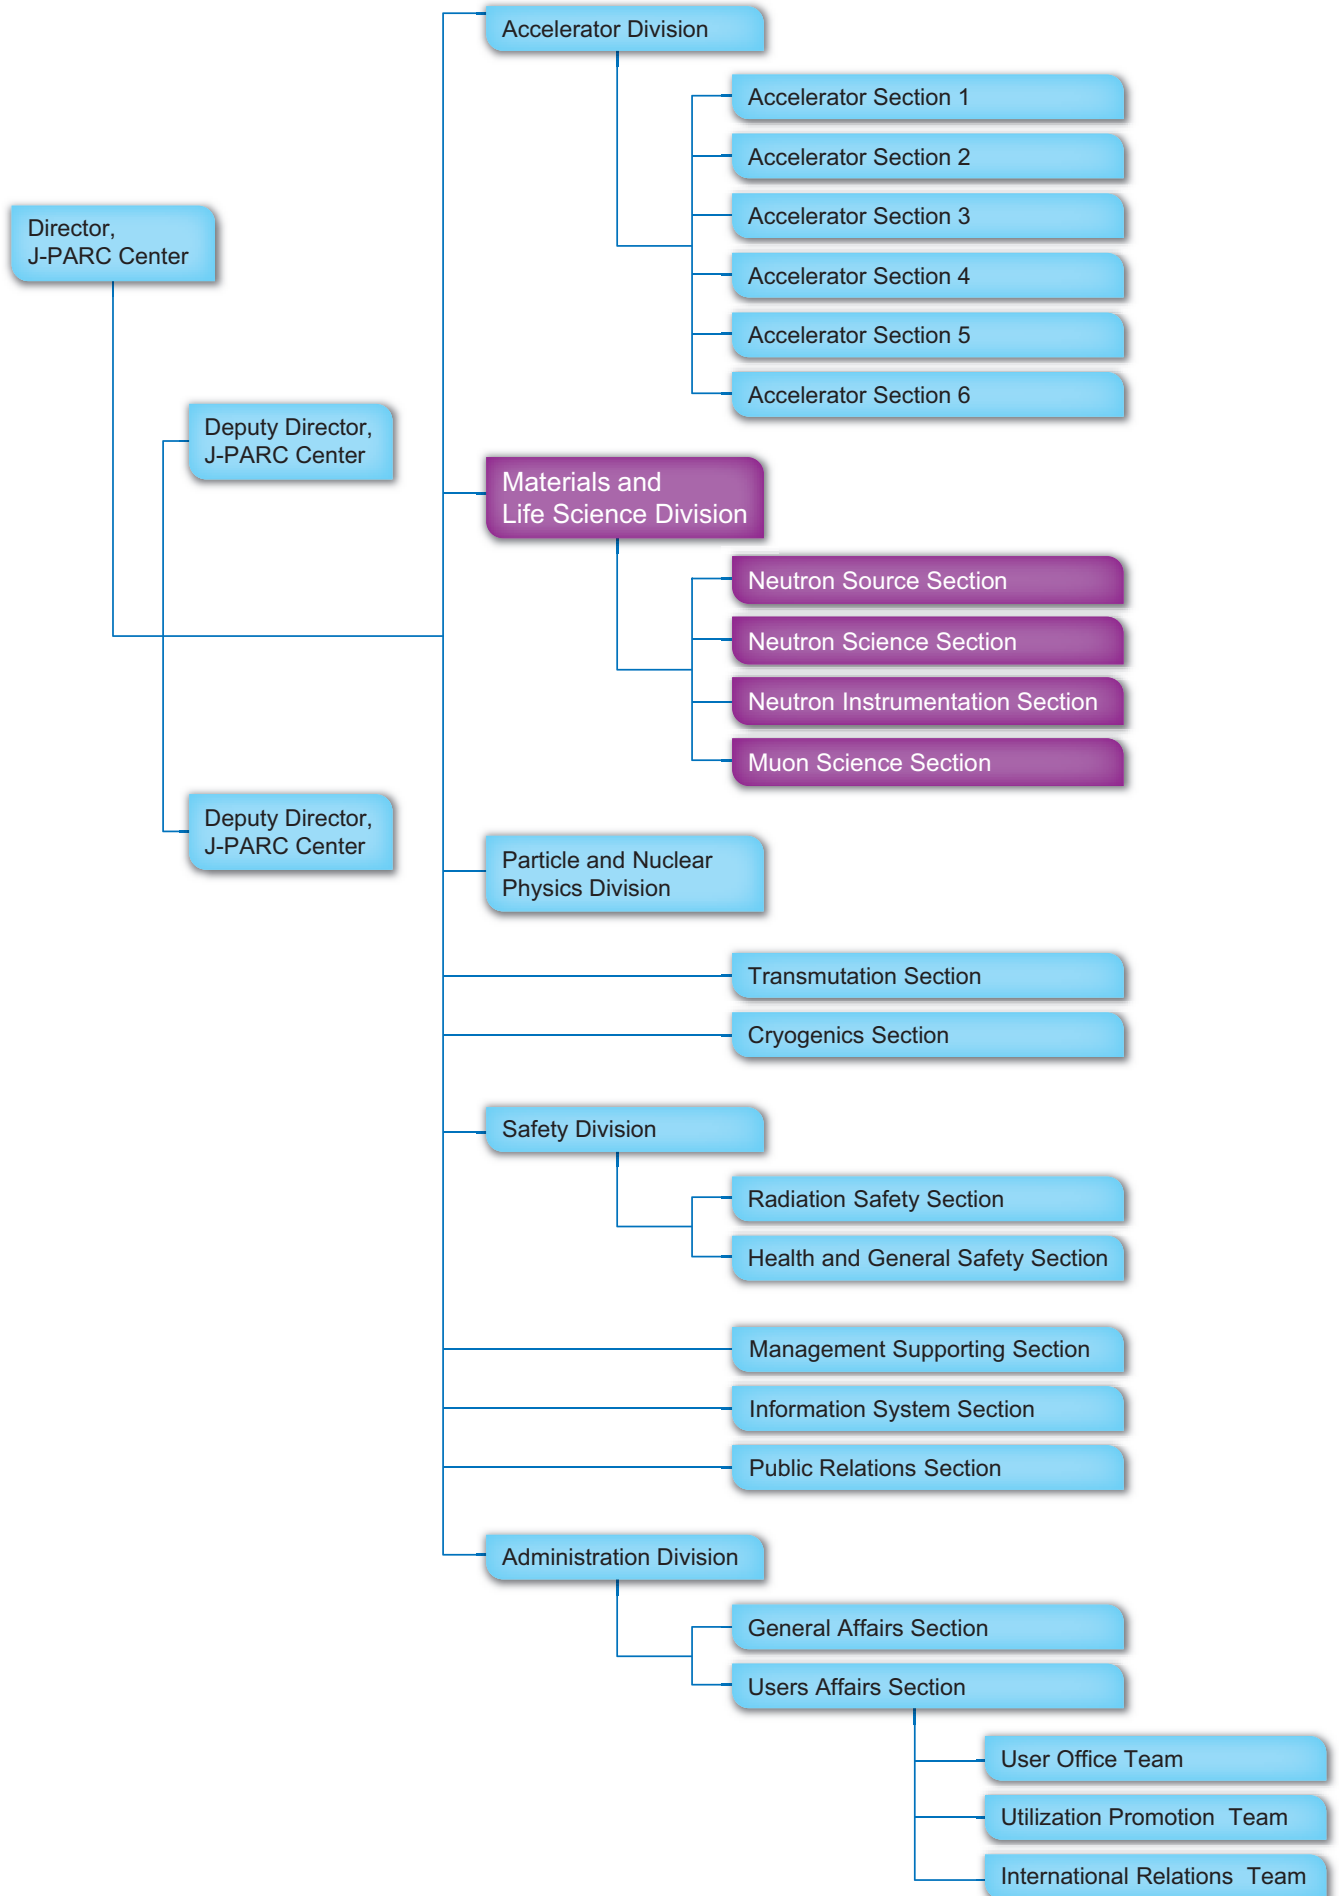 Accelerator Division
Accelerator Section 1
Accelerator Section 2
Accelerator Section 3
Accelerator Section 4
Accelerator Section 5
Accelerator Section 6
Director,
J-PARC Center
Deputy Director,
J-PARC Center
Materials and
Life Science Division
Neutron Source Section
Neutron Science Section
Neutron Instrumentation Section
Muon Science Section
Deputy Director,
J-PARC Center
Particle and Nuclear
Physics Division
Transmutation Section
Cryogenics Section
Safety Division
Radiation Safety Section
Health and General Safety Section
Management Supporting Section
Information System Section
Public Relations Section
Administration Division
General Affairs Section
Users Affairs Section
User Office Team
Utilization Promotion  Team
International Relations  Team